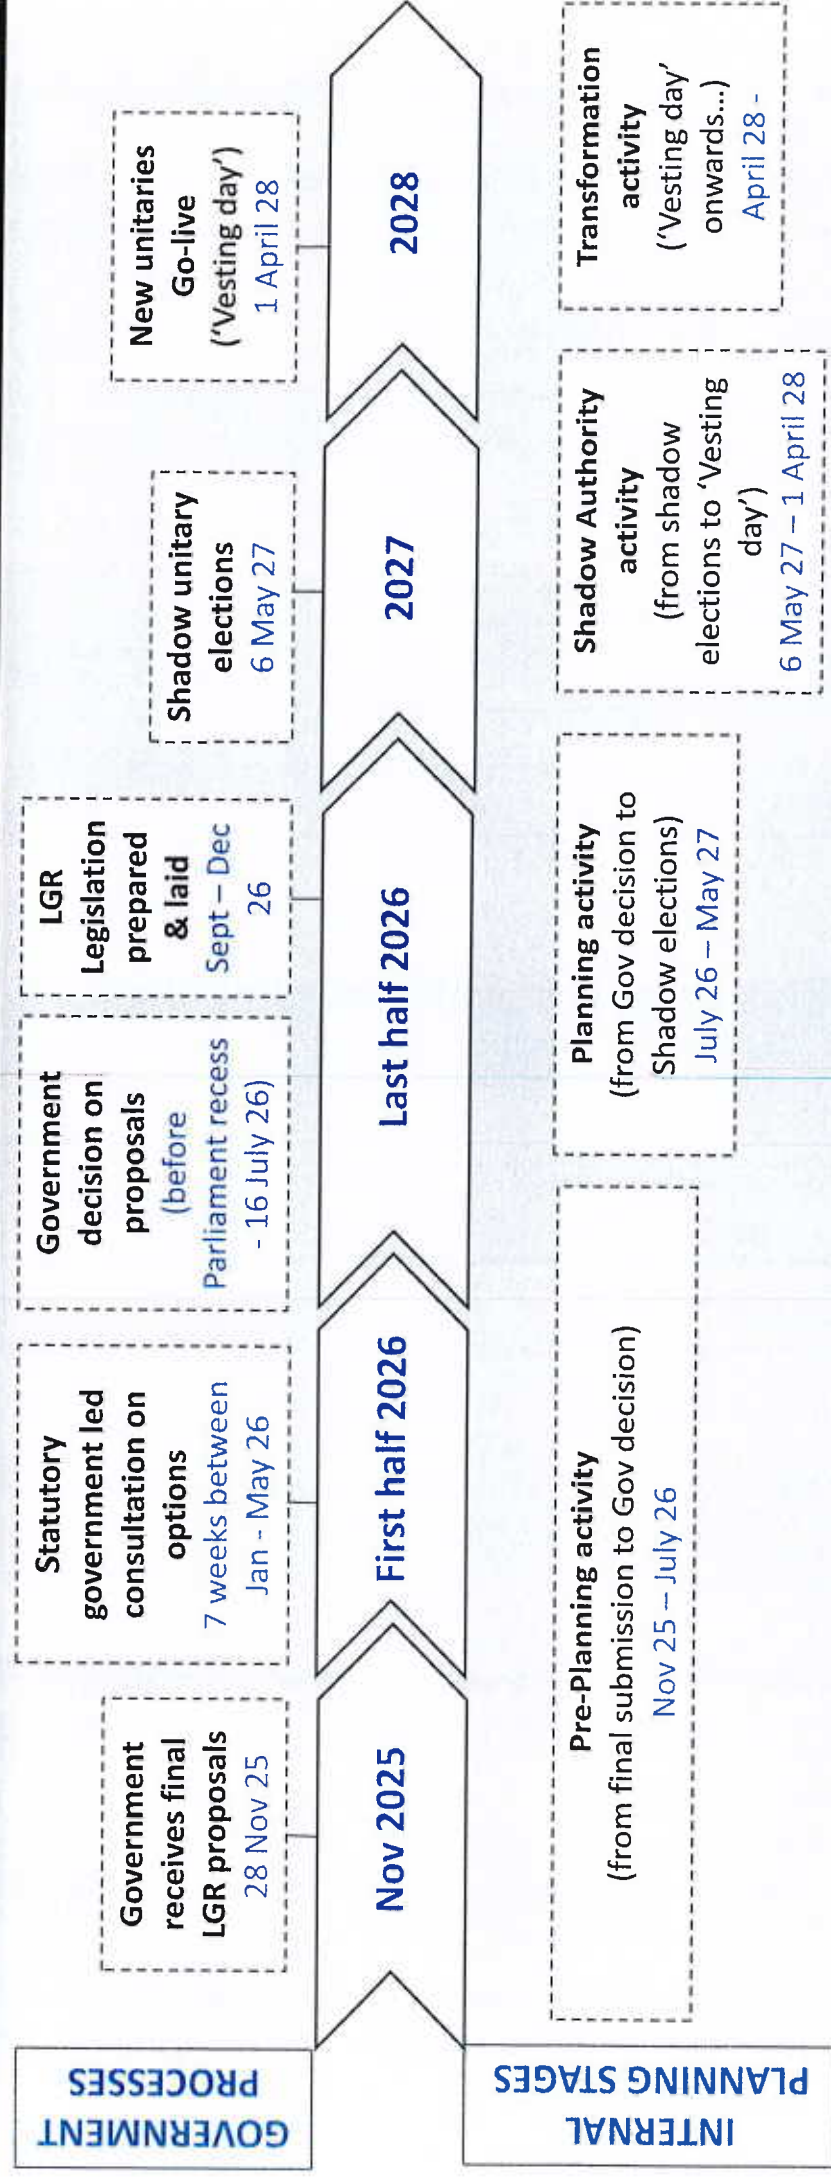 GOVERNMENT
PROCESSES
Government
receives final
LGR proposals
28 Nov 25
Statutory
government led
consultation on
options
7 weeks between
Jan - May 26
Government
decision on
proposals
(before
Parliament recess
- 16 July 26)
LGR
Legislation
prepared
& laid
Sept – Dec
26
Shadow unitary
elections
6 May 27
New unitaries
Go-live
('Vesting day')
1 April 28
Nov 2025
First half 2026
Last half 2026
2027
2028
INTERNAL
PLANNING STAGES
Pre-Planning activity
(from final submission to Gov decision)
Nov 25 – July 26
Planning activity
(from Gov decision to
Shadow elections)
July 26 – May 27
Shadow Authority
activity
(from shadow
elections to 'Vesting
day')
6 May 27 – 1 April 28
Transformation
activity
('Vesting day'
onwards...)
April 28 -